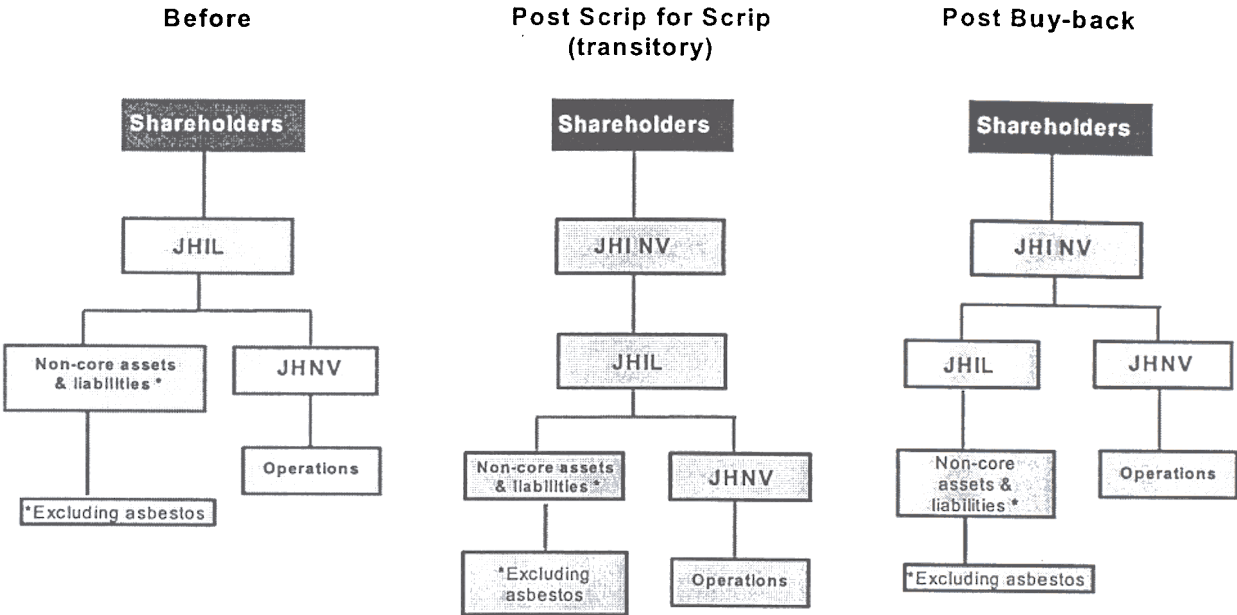 Before
Shareholders
JHIL
Non-core assets
& liabilities *
JHNV
Operations
*Excluding asbestos
Post Scrip for Scrip
(transitory)
Shareholders
JHI NV
JHIL
Non-core assets
& liabilities *
JHNV
*Excluding
asbestos
Operations
Post Buy-back
Shareholders
JHI NV
JHIL
JHNV
Non-core
assets &
liabilities *
Operations
*Excluding asbestos